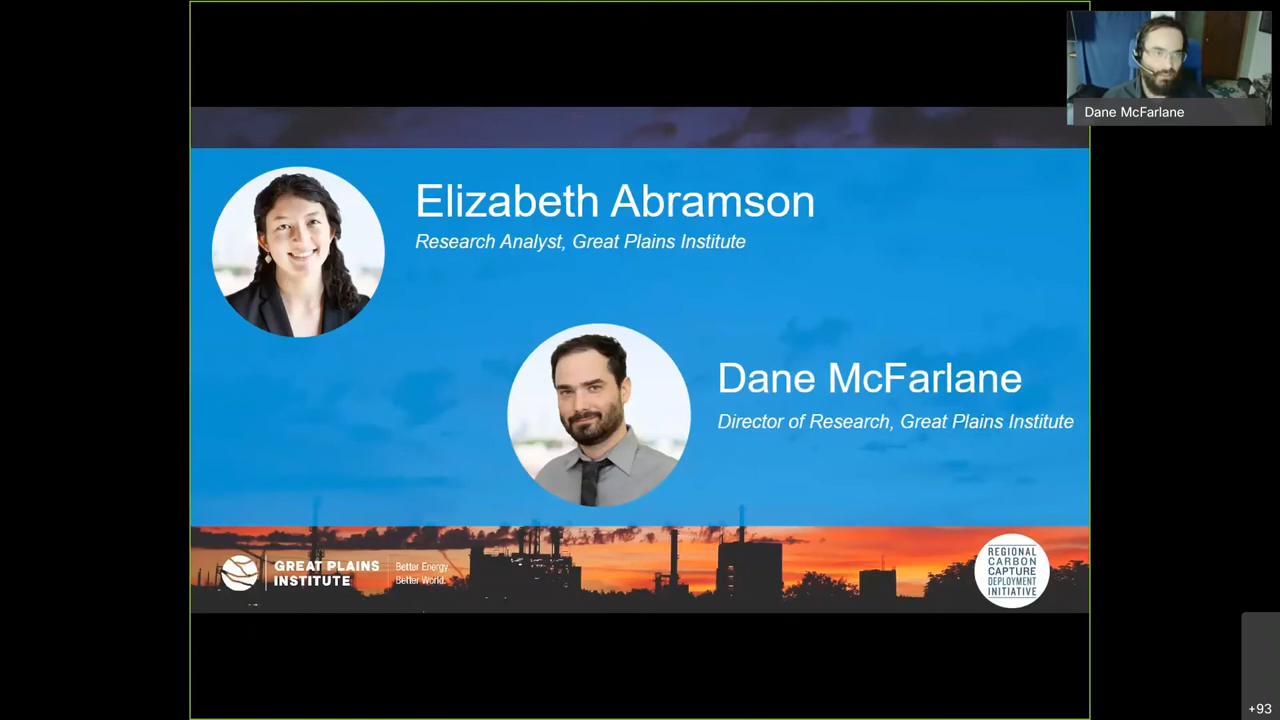 Dane McFarlane
Elizabeth Abramson
Research Analyst, Great Plains Institute
Dane McFarlane
Director of Research, Great Plains Institute
GREAT PLAINS
INSTITUTE
Better Energy
Better World.
REGIONAL
CARBON
CAPTURE
DEPLOYMENT
INITIATIVE
+93